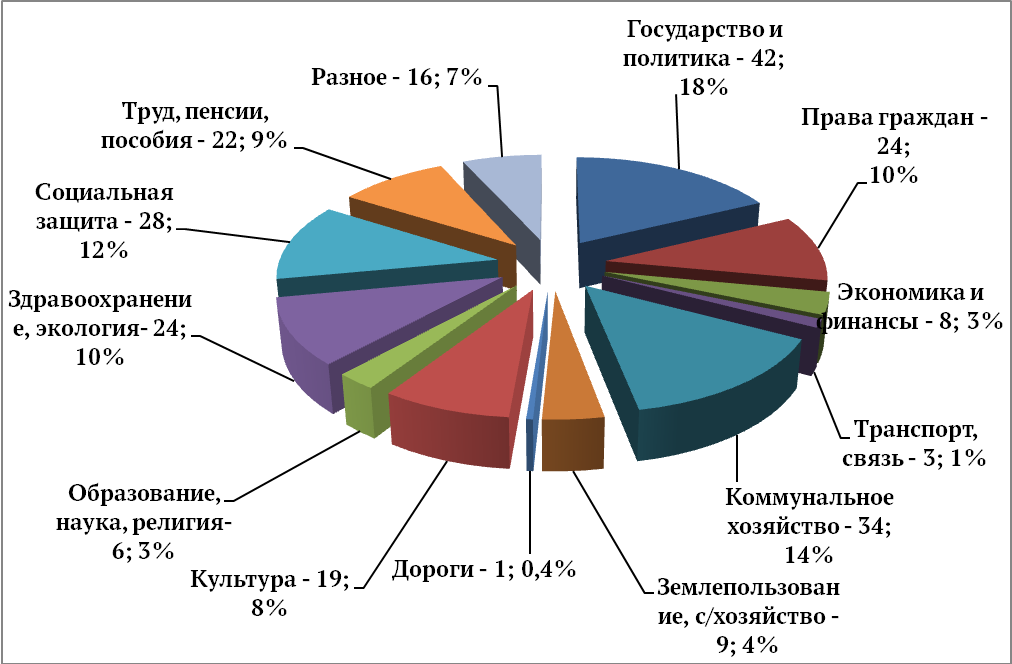 Государство и
политика - 42;
18%
Права граждан -
24;
10%
Экономика и
финансы - 8; 3%
Транспорт,
связь - 3; 1%
Коммунальное
хозяйство - 34;
14%
Землепользован
ие, с/хозяйство -
9; 4%
Дороги - 1; 0,4%
Культура - 19;
8%
Образование,
наука, религия-
6; 3%
Здравоохранени
е, экология- 24;
10%
Социальная
защита - 28;
12%
Труд, пенсии,
пособия - 22; 9%
Разное - 16; 7%